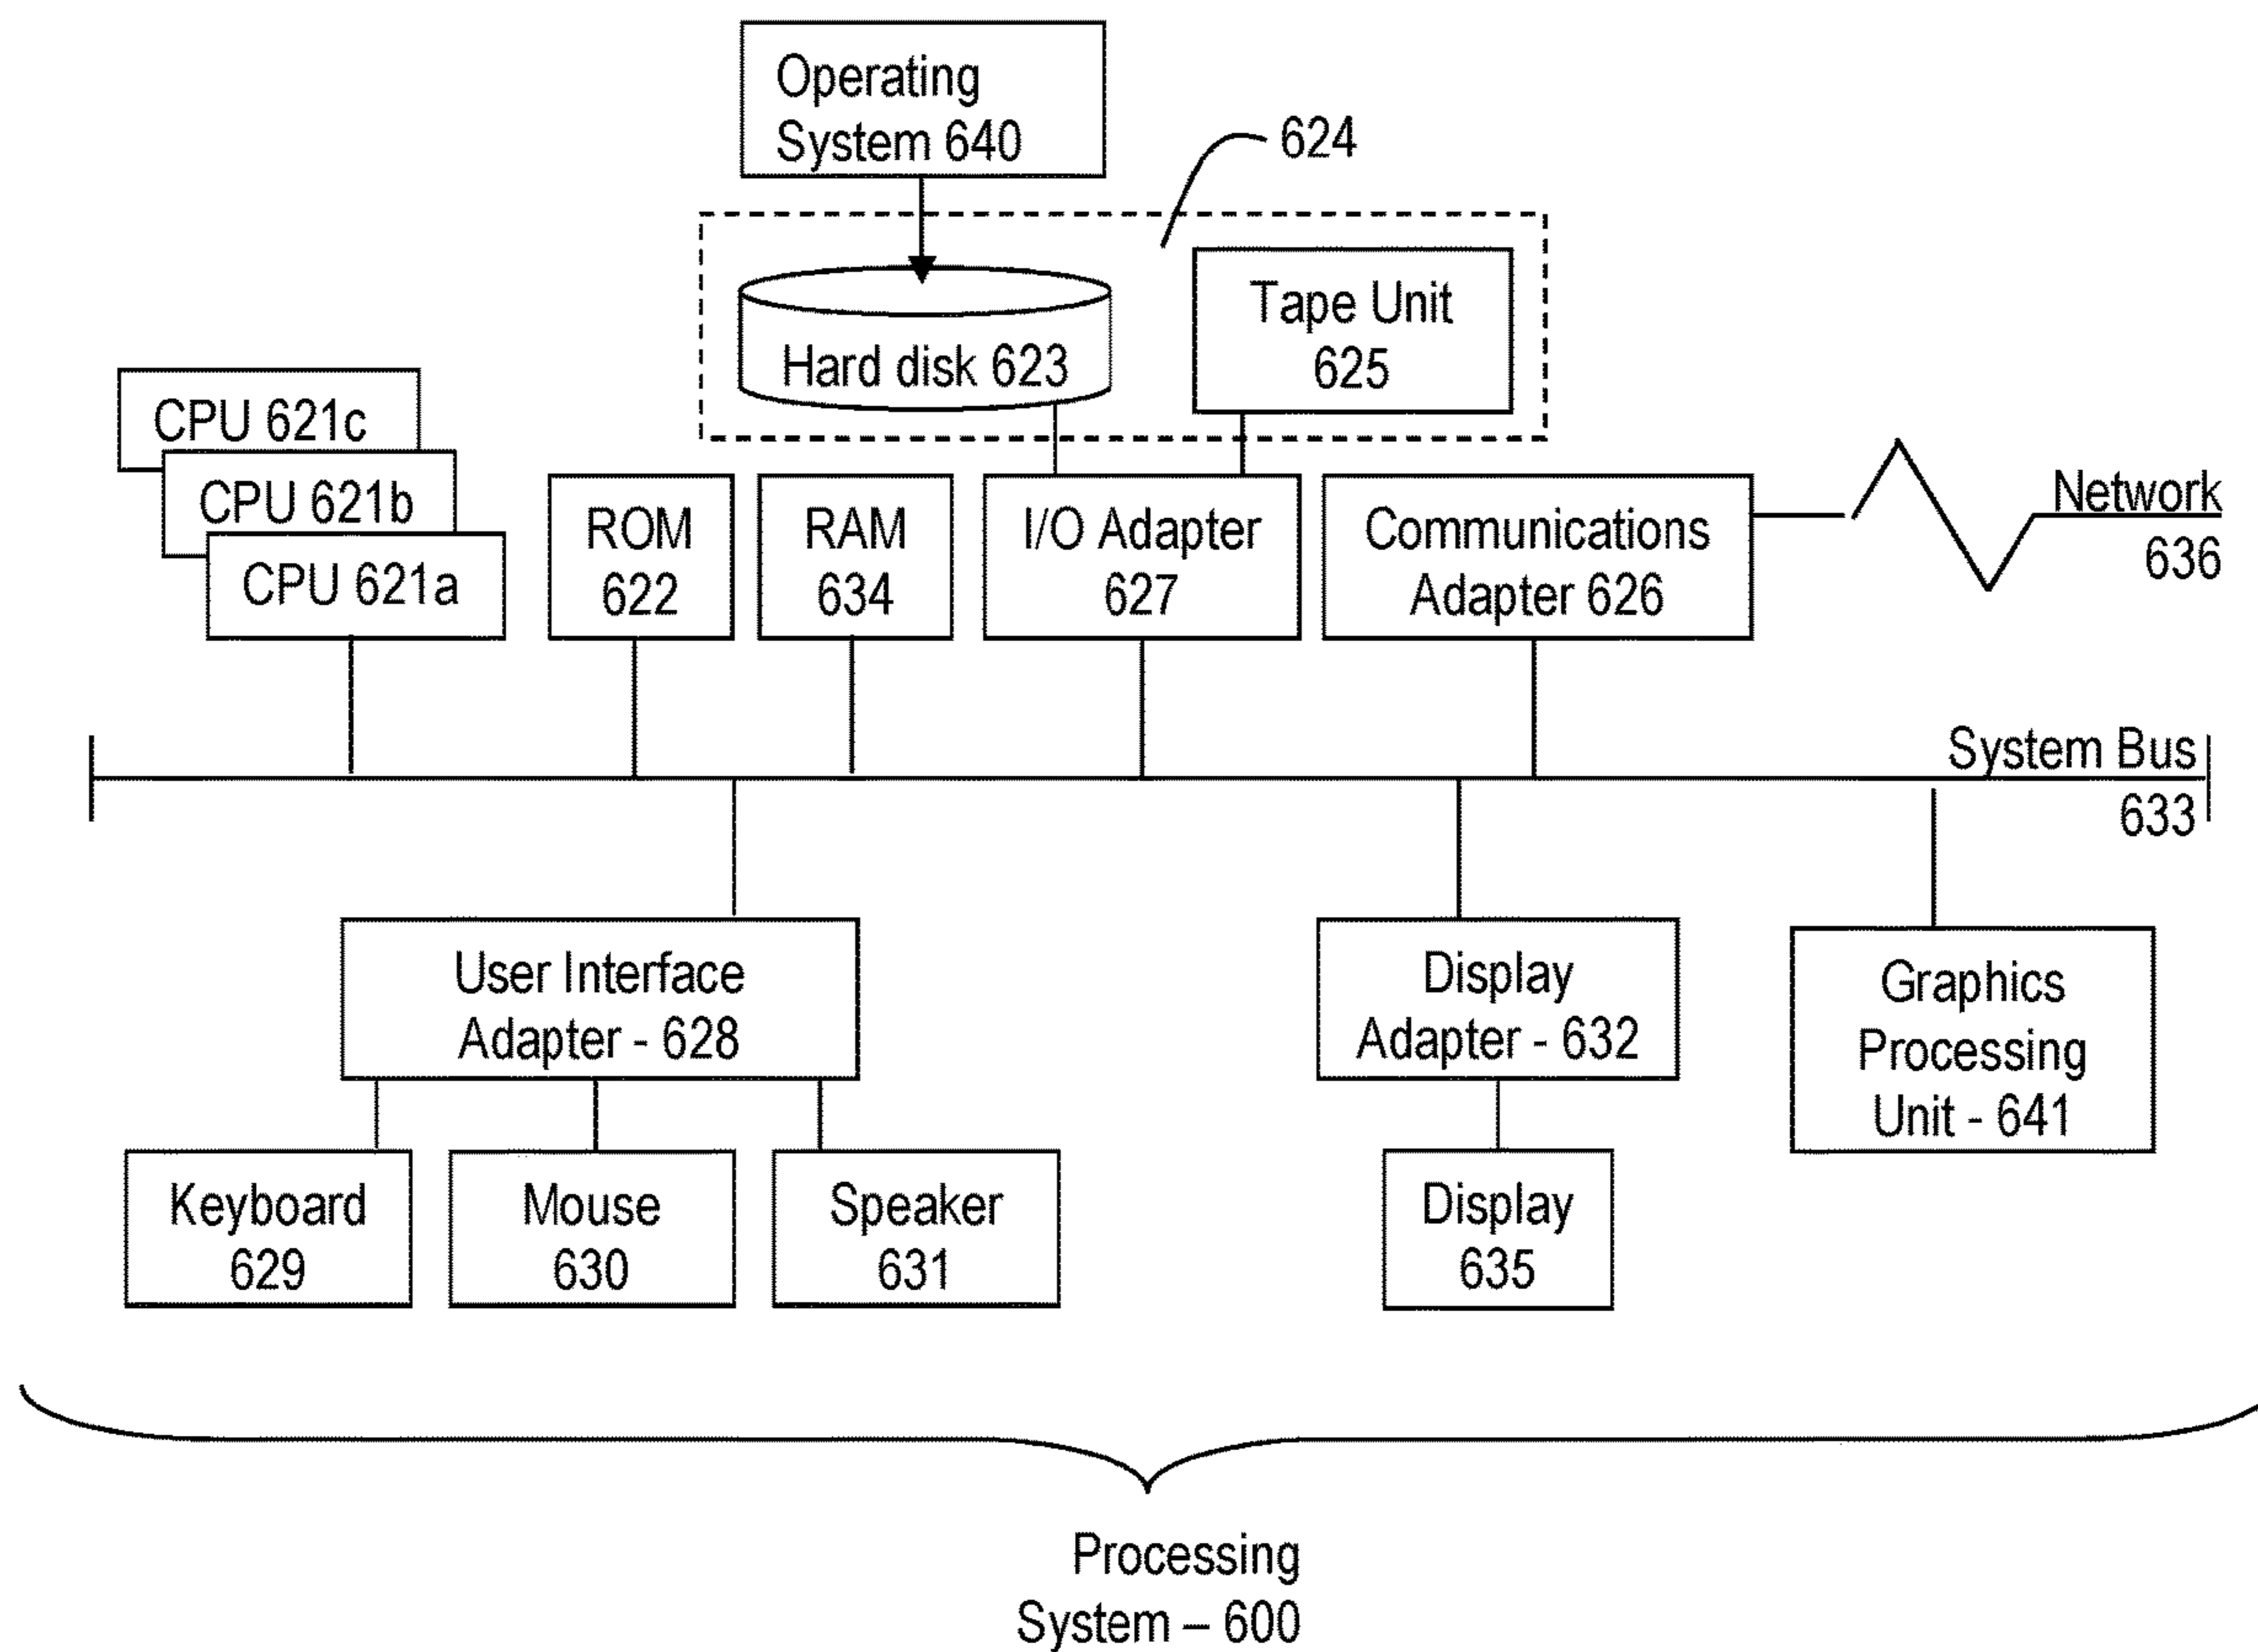 Operating
System 640
624
Hard disk 623
Tape Unit
625
CPU 621c
CPU 621b
CPU 621a
ROM
622
RAM
634
I/O Adapter
627
Communications
Adapter 626
Network
636
System Bus
633
User Interface
Adapter - 628
Display
Adapter - 632
Graphics
Processing
Unit - 641
Keyboard
629
Mouse
630
Speaker
631
Display
635
Processing
System – 600